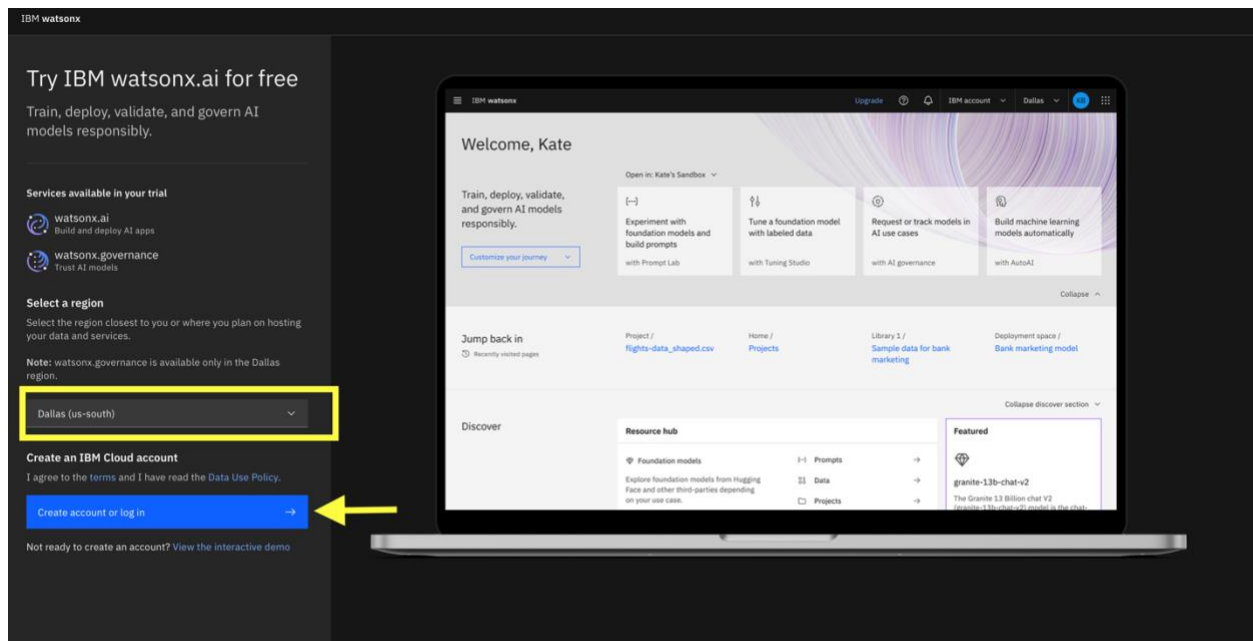 IBM watsonx
Try IBM watsonx.ai for free
Train, deploy, validate, and govern AI
models responsibly.
Services available in your trial
watsonx.ai
Build and deploy AI apps
watsonx.governance
Trust AI models
Select a region
Select the region closest to you or where you plan on hosting
your data and services.
Note: watsonx.governance is available only in the Dallas
region.
Dallas (us-south)
Create an IBM Cloud account
I agree to the terms and I have read the Data Use Policy.
Create account or log in
Not ready to create an account? View the interactive demo
IBM watsonx
Upgrade
IBM account
Dallas
KB
Welcome, Kate
Train, deploy, validate,
and govern AI models
responsibly.
Customize your journey
Open in: Kate's Sandbox
Experiment with
foundation models and
build prompts
with Prompt Lab
Tune a foundation model
with labeled data
with Tuning Studio
Request or track models in
AI use cases
with AI governance
Build machine learning
models automatically
with AutoAI
Collapse
Jump back in
Recently visited pages
Project /
flights-data_shaped.csv
Home /
Projects
Library 1 /
Sample data for bank
marketing
Deployment space /
Bank marketing model
Collapse discover section
Discover
Resource hub
Foundation models
Explore foundation models from Hugging
Face and other third-parties depending
on your use case.
Prompts
Data
Projects
Featured
granite-13b-chat-v2
The Granite 13 Billion chat V2
(granite-13b-chat-v2) model is the chat-